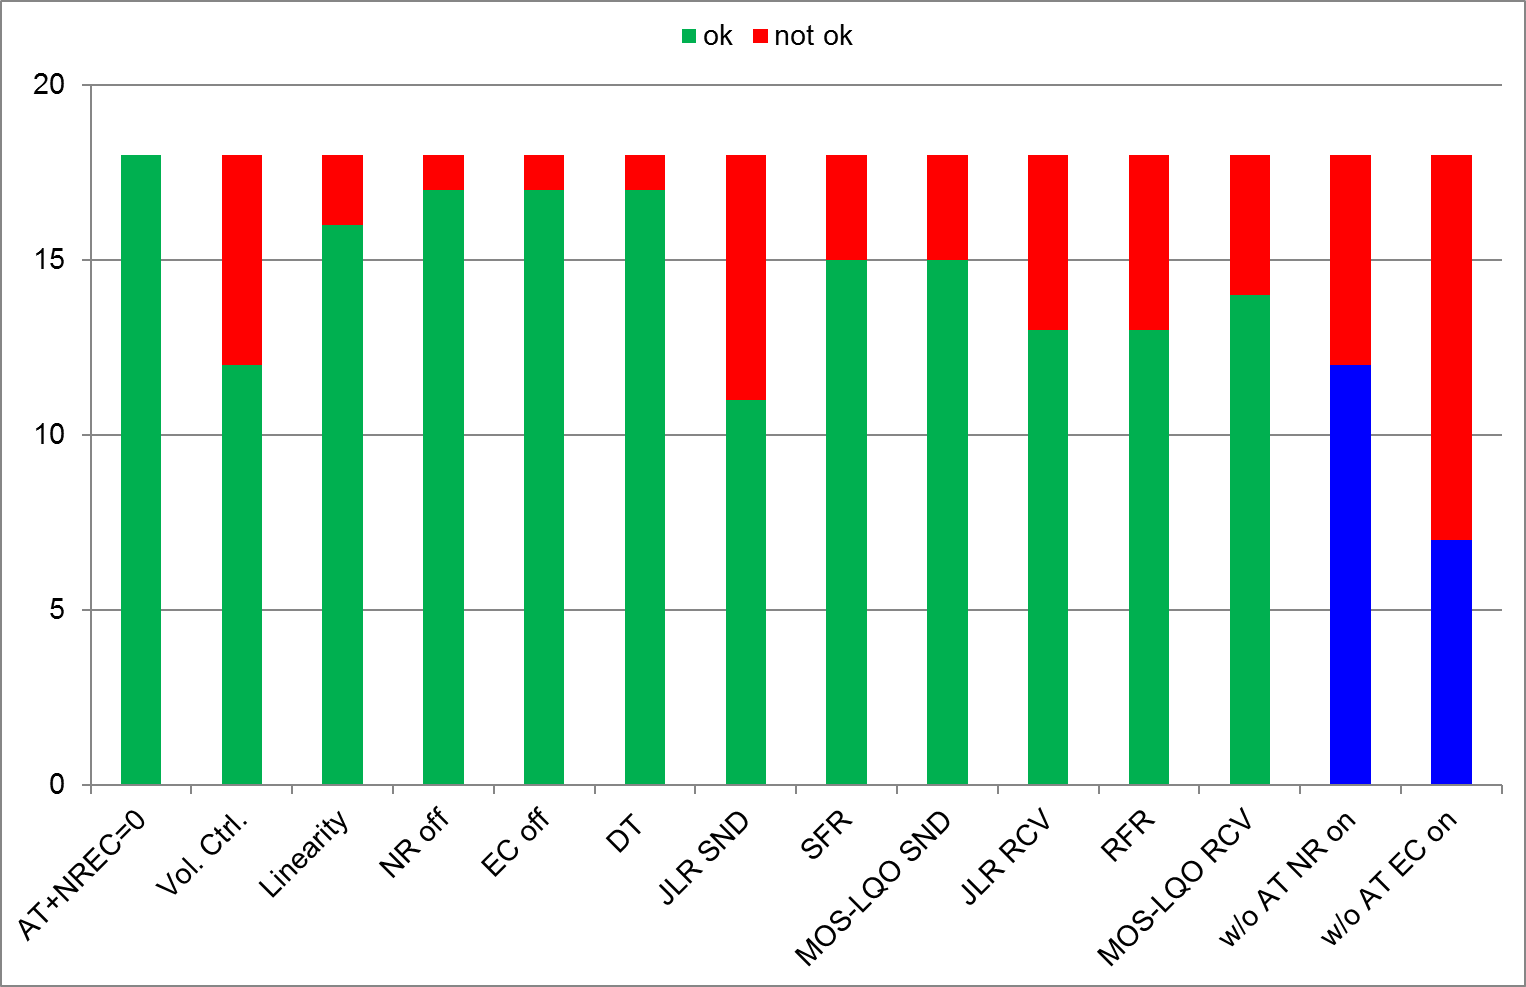 ok not ok
20
15
10
5
0
AT+NREC=0
Vol. Ctrl.
Linearity
NR off
EC off
DT
JLR SND
SFR
MOS-LQO SND
JLR RCV
RFR
MOS-LQO RCV
w/o AT NR on
w/o AT EC on